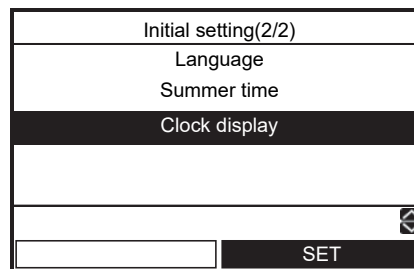 Initial setting(2/2)
Language
Summer time
Clock display
SET